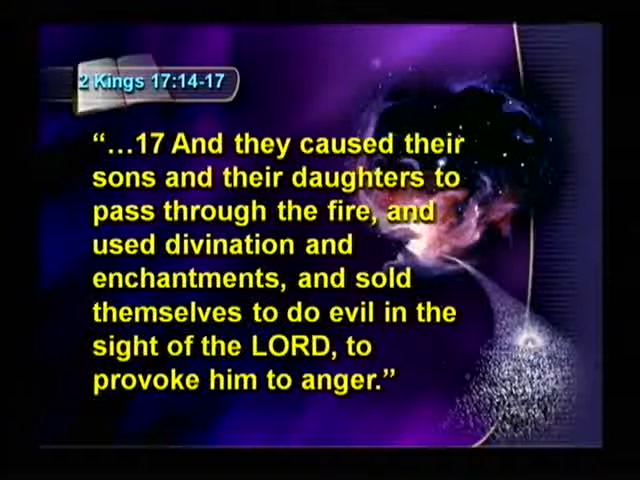 2 Kings 17:14-17
“...17 And they caused their
sons and their daughters to
pass through the fire, and
used divination and
enchantments, and sold
themselves to do evil in the
sight of the LORD, to
provoke him to anger.”